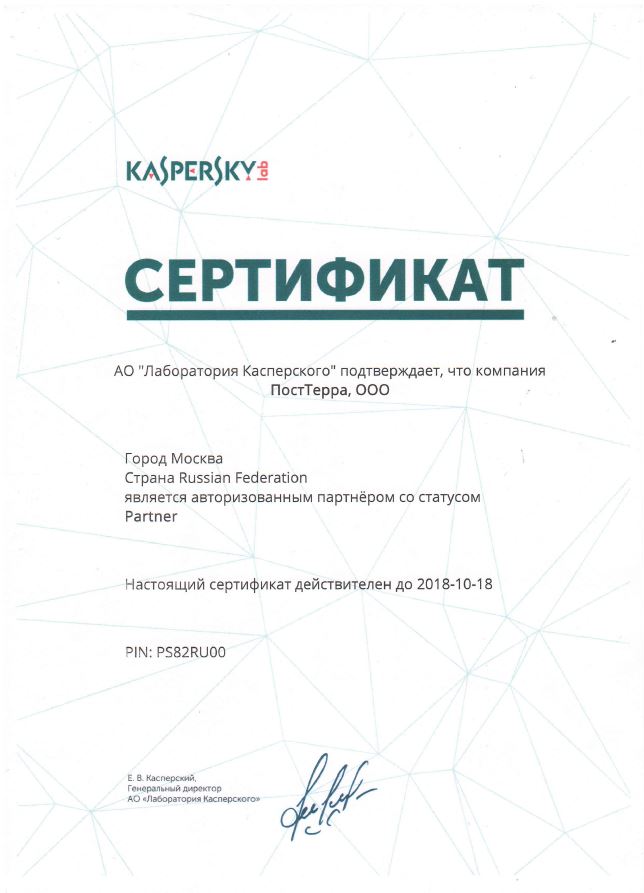 KASPERSKY lab
СЕРТИФИКАТ
АО "Лаборатория Касперского" подтверждает, что компания
ПостТерра, ООО
Город Москва
Страна Russian Federation
является авторизованным партнёром со статусом
Partner
Настоящий сертификат действителен до 2018-10-18
PIN: PS82RU00
Е. В. Касперский,
Генеральный директор
АО «Лаборатория Касперского»